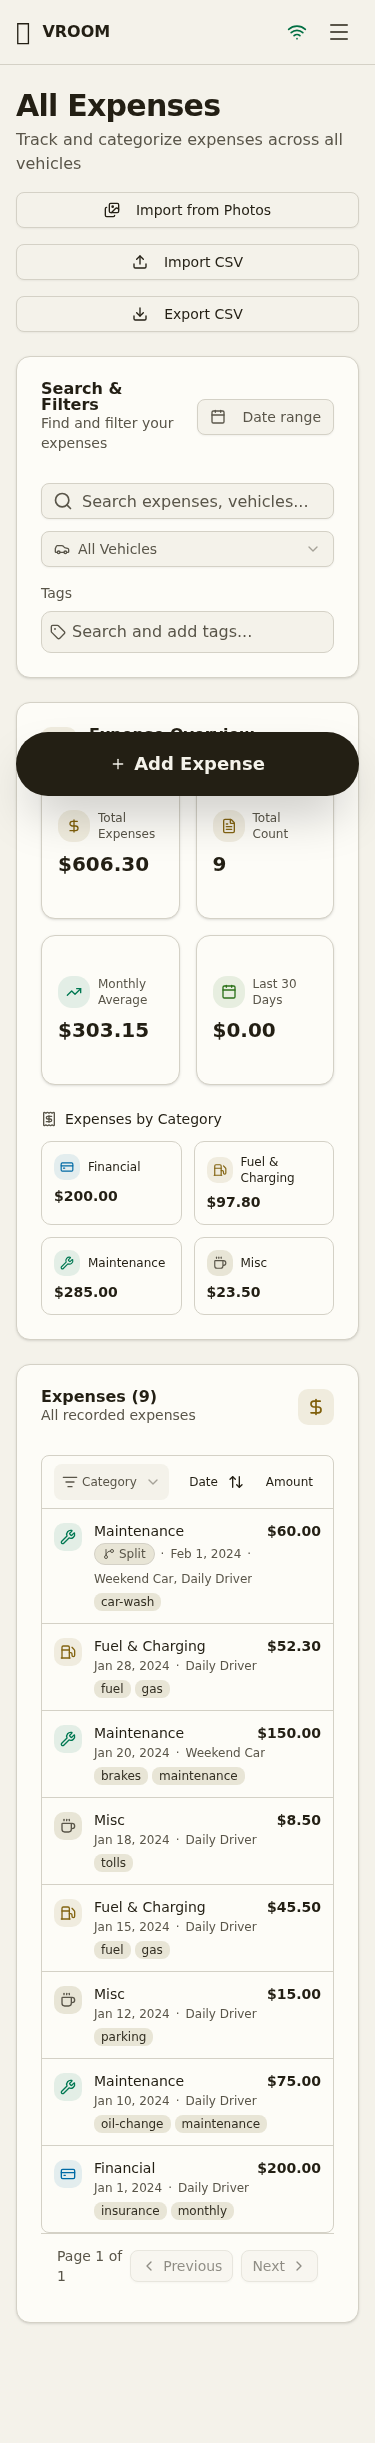 VROOM
All Expenses
Track and categorize expenses across all
vehicles
Import from Photos
Import CSV
Export CSV
Search &
Filters
Find and filter your
expenses
Date range
Search expenses, vehicles...
All Vehicles
Tags
Search and add tags...
+ Add Expense
Total
Expenses
$606.30
Total
Count
9
Monthly
Average
$303.15
Last 30
Days
$0.00
Expenses by Category
Financial
$200.00
Fuel &
Charging
$97.80
Maintenance
$285.00
Misc
$23.50
Expenses (9)
All recorded expenses
Category
Date
Amount
Maintenance
$60.00
Split · Feb 1, 2024 ·
Weekend Car, Daily Driver
car-wash
Fuel & Charging
$52.30
Jan 28, 2024 · Daily Driver
fuel gas
Maintenance
$150.00
Jan 20, 2024 · Weekend Car
brakes maintenance
Misc
$8.50
Jan 18, 2024 · Daily Driver
tolls
Fuel & Charging
$45.50
Jan 15, 2024 · Daily Driver
fuel gas
Misc
$15.00
Jan 12, 2024 · Daily Driver
parking
Maintenance
$75.00
Jan 10, 2024 · Daily Driver
oil-change maintenance
Financial
$200.00
Jan 1, 2024 · Daily Driver
insurance monthly
Page 1 of
1
Previous
Next